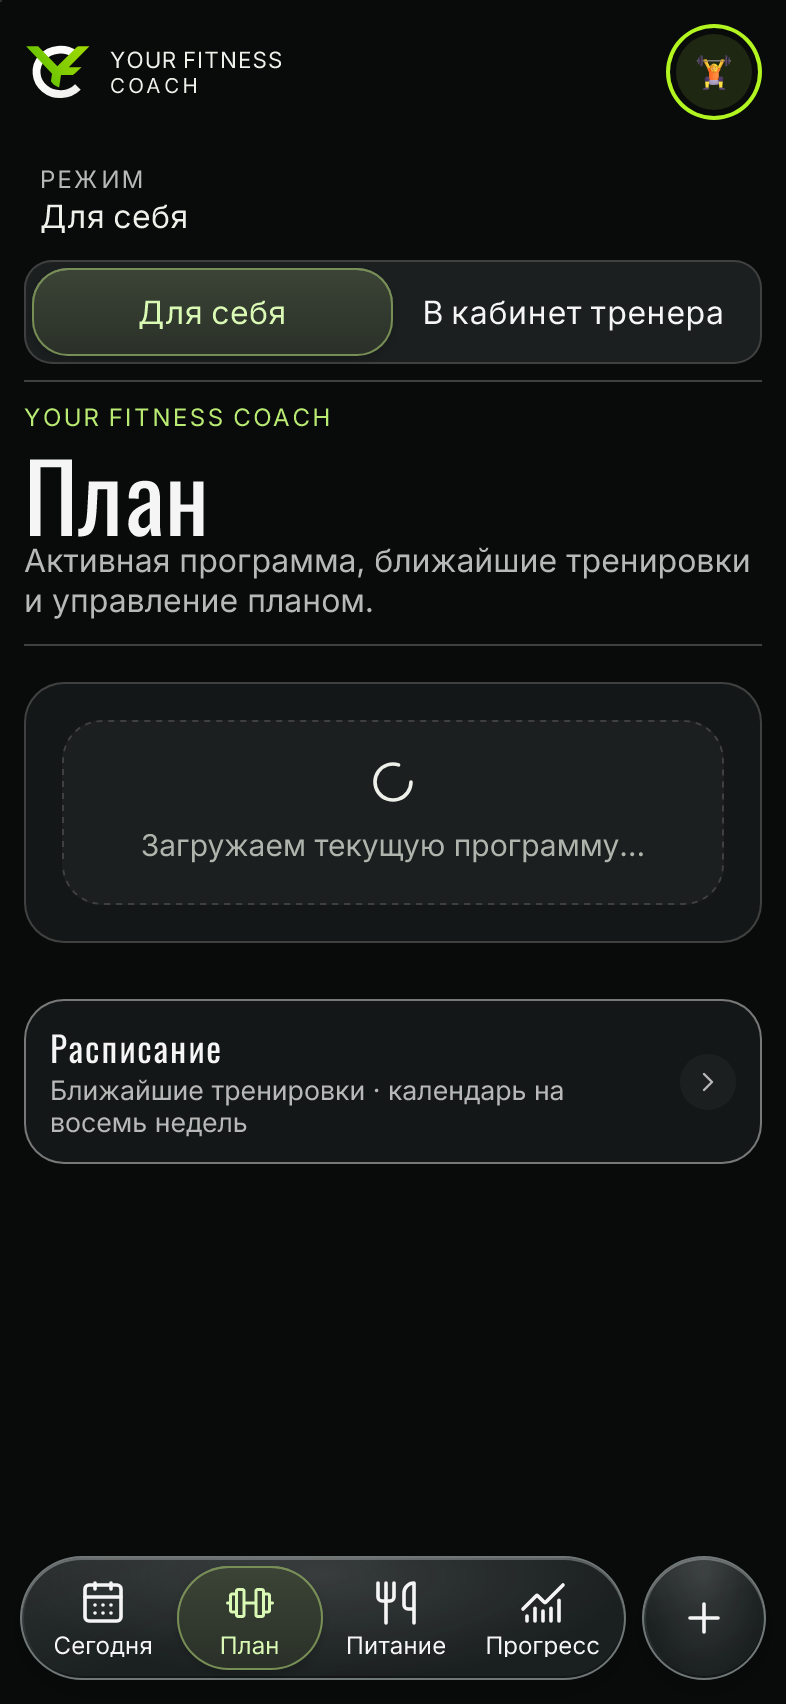 YOUR FITNESS
COACH
РЕЖИМ
Для себя
Для себя
В кабинет тренера
YOUR FITNESS COACH
План
Активная программа, ближайшие тренировки
и управление планом.
Загружаем текущую программу...
Расписание
Ближайшие тренировки · календарь на
восемь недель
Сегодня
План
Питание
Прогресс